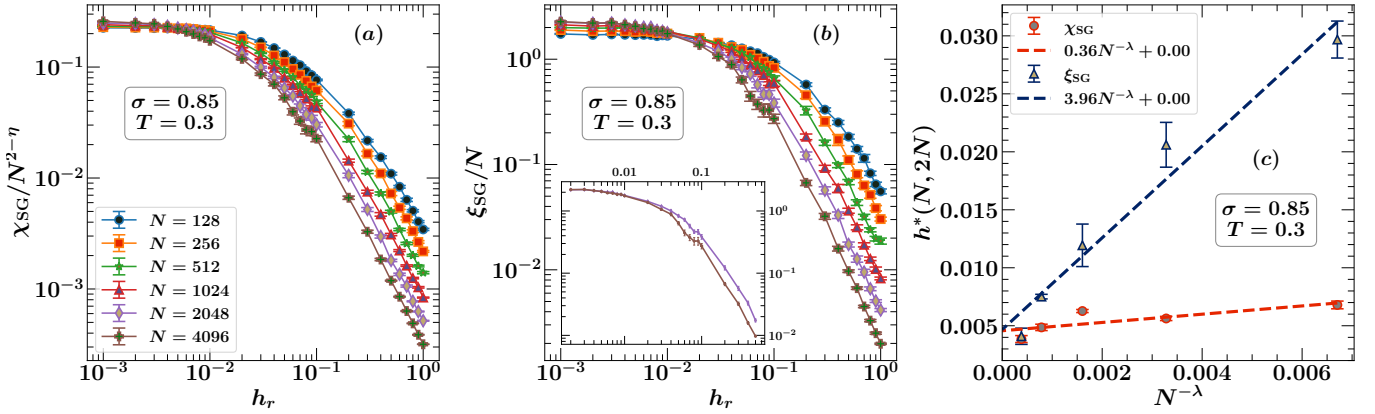 (a)
χ_SG/N^{2−η}
10^{−1}
10^{−2}
10^{−3}
σ = 0.85
T = 0.3
N = 128
N = 256
N = 512
N = 1024
N = 2048
N = 4096
10^{−3} 10^{−2} 10^{−1} 10^{0}
h_r
(b)
ξ_SG/N
10^{0}
10^{−1}
10^{−2}
σ = 0.85
T = 0.3
0.01 0.1
10^{0}
10^{−1}
10^{−2}
10^{−3} 10^{−2} 10^{−1} 10^{0}
h_r
h*(N, 2N)
0.030
0.025
0.020
0.015
0.010
0.005
χ_SG
0.36N^{−λ} + 0.00
ξ_SG
3.96N^{−λ} + 0.00
(c)
σ = 0.85
T = 0.3
0.000 0.002 0.004 0.006
N^{−λ}